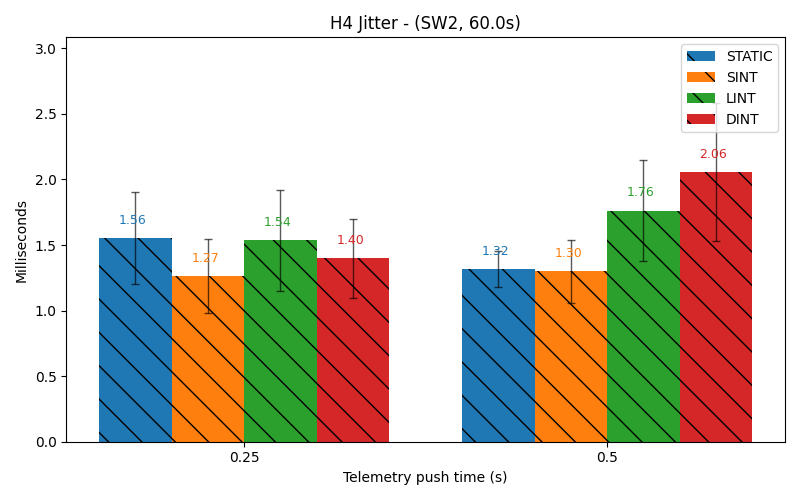 H4 Jitter - (SW2, 60.0s)
STATIC
SINT
LINT
DINT
3.0
2.5
2.0
1.5
1.0
0.5
0.0
Milliseconds
1.56
1.27
1.54
1.40
1.32
1.30
1.76
2.06
0.25
0.5
Telemetry push time (s)